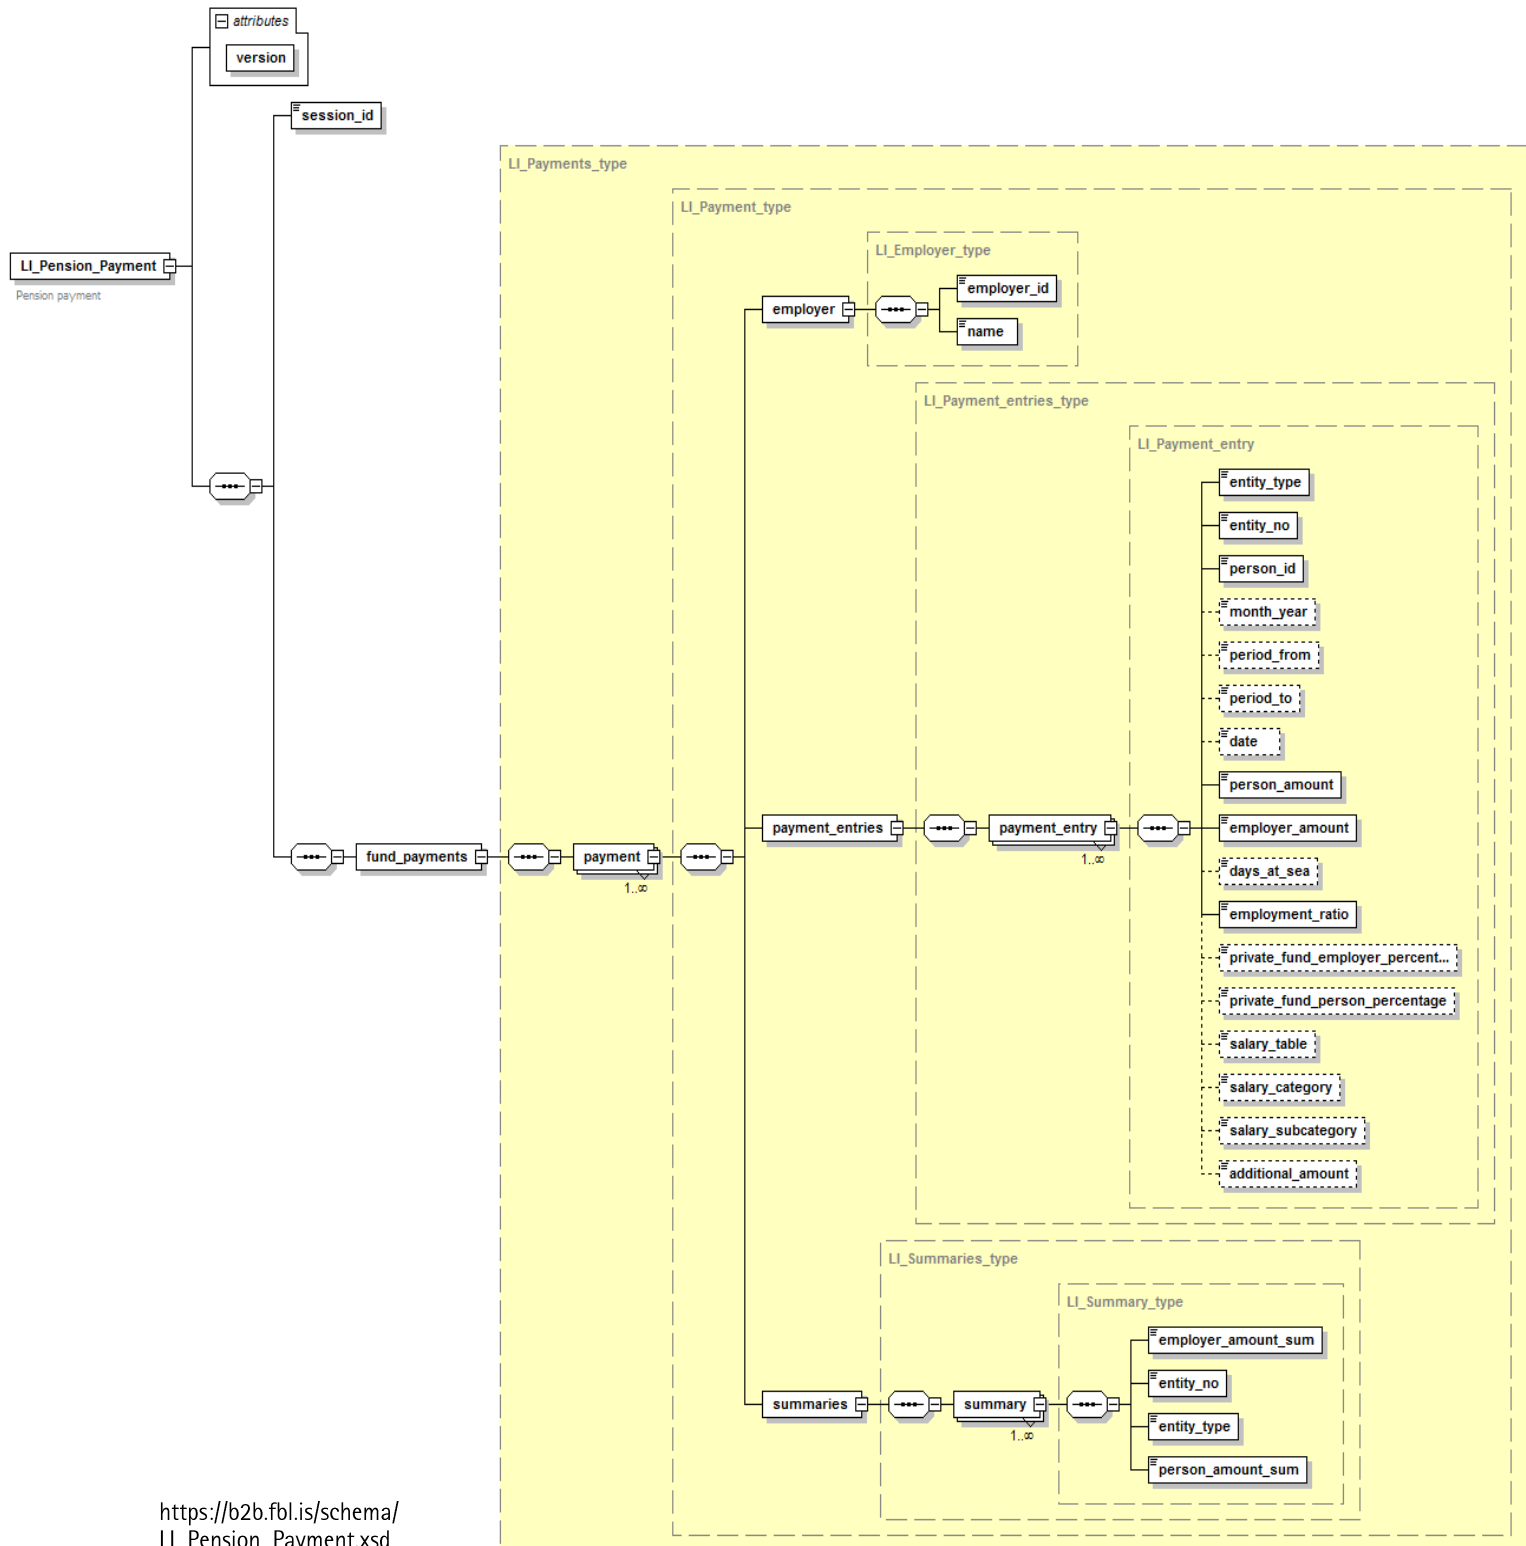 attributes
version
session_id
LI_Payments_type
LI_Payment_type
LI_Employer_type
LI_Pension_Payment
Pension payment
employer
employer_id
name
LI_Payment_entries_type
LI_Payment_entry
entity_type
entity_no
person_id
month_year
period_from
period_to
date
person_amount
payment_entries
payment_entry
1..∞
employer_amount
fund_payments
payment
1..∞
days_at_sea
employment_ratio
private_fund_employer_percent...
private_fund_person_percentage
salary_table
salary_category
salary_subcategory
additional_amount
LI_Summaries_type
LI_Summary_type
employer_amount_sum
entity_no
summaries
summary
1..∞
entity_type
person_amount_sum
https://b2b.fbl.is/schema/
LI_Pension_Payment.xsd